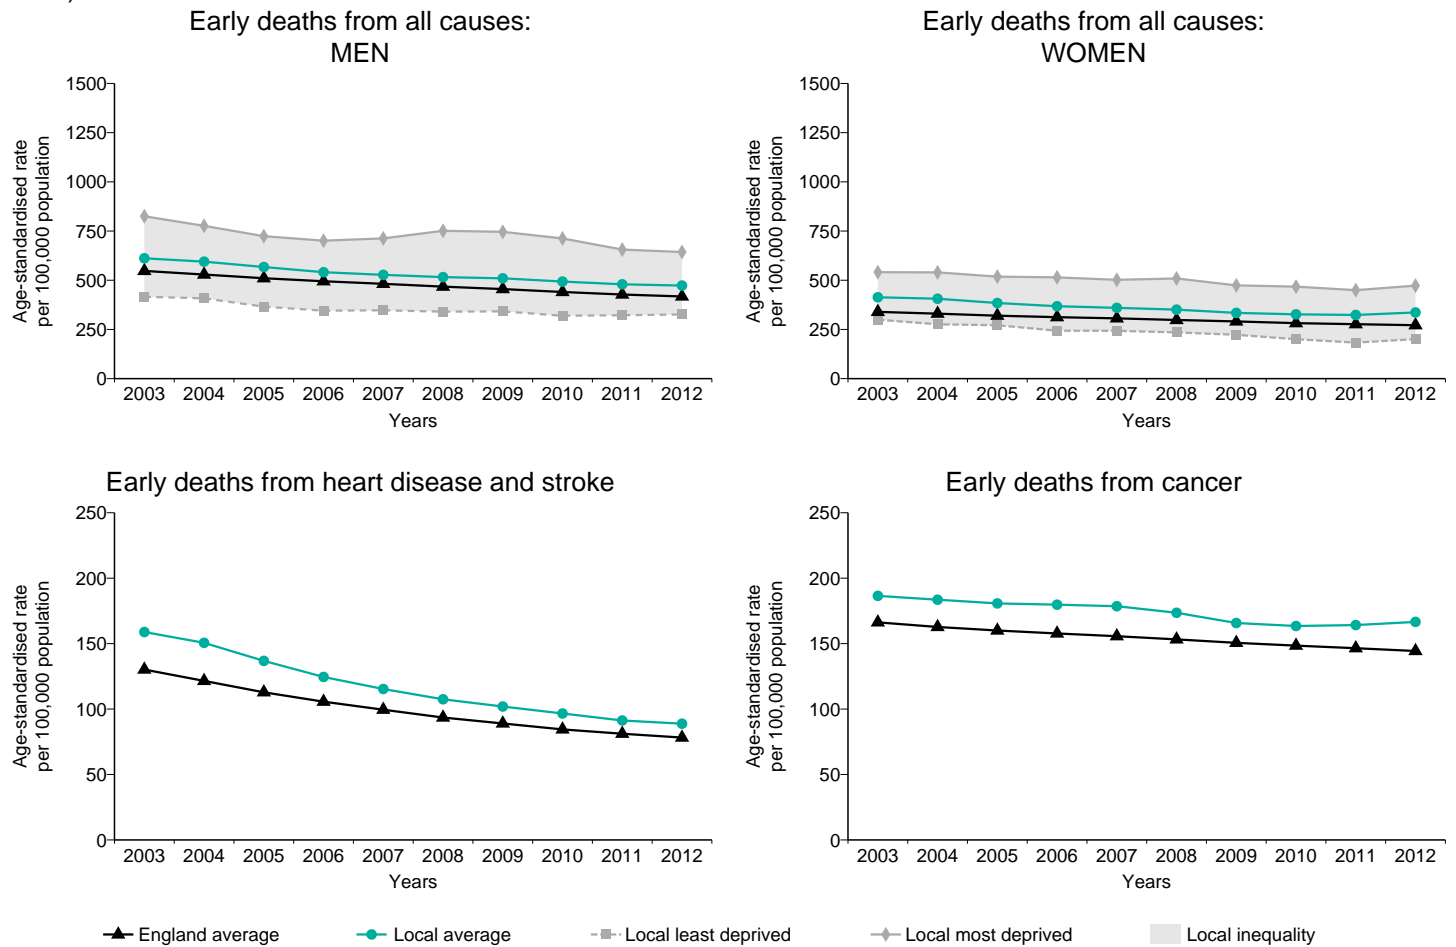 Early deaths from all causes:
MEN
1500
1250
1000
750
500
250
0
Age-standardised rate
per 100,000 population
2003 2004 2005 2006 2007 2008 2009 2010 2011 2012
Years
Early deaths from all causes:
WOMEN
1500
1250
1000
750
500
250
0
Age-standardised rate
per 100,000 population
2003 2004 2005 2006 2007 2008 2009 2010 2011 2012
Years
Early deaths from heart disease and stroke
250
200
150
100
50
0
Age-standardised rate
per 100,000 population
2003 2004 2005 2006 2007 2008 2009 2010 2011 2012
Years
Early deaths from cancer
250
200
150
100
50
0
Age-standardised rate
per 100,000 population
2003 2004 2005 2006 2007 2008 2009 2010 2011 2012
Years
England average Local average Local least deprived Local most deprived Local inequality